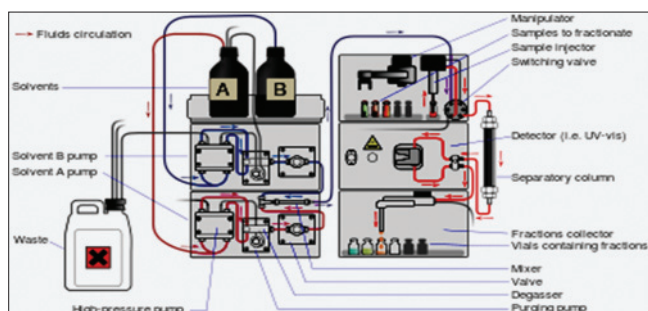 Fluids circulation
Manipulator
Samples to fractionate
Sample injector
Switching valve
Solvents
A
B
Detector (i.e. UV-vis)
Solvent B pump
Solvent A pump
Separatory column
Waste
Fractions collector
Vials containing fractions
Mixer
Valve
Degasser
High-pressure pump
Purging pump